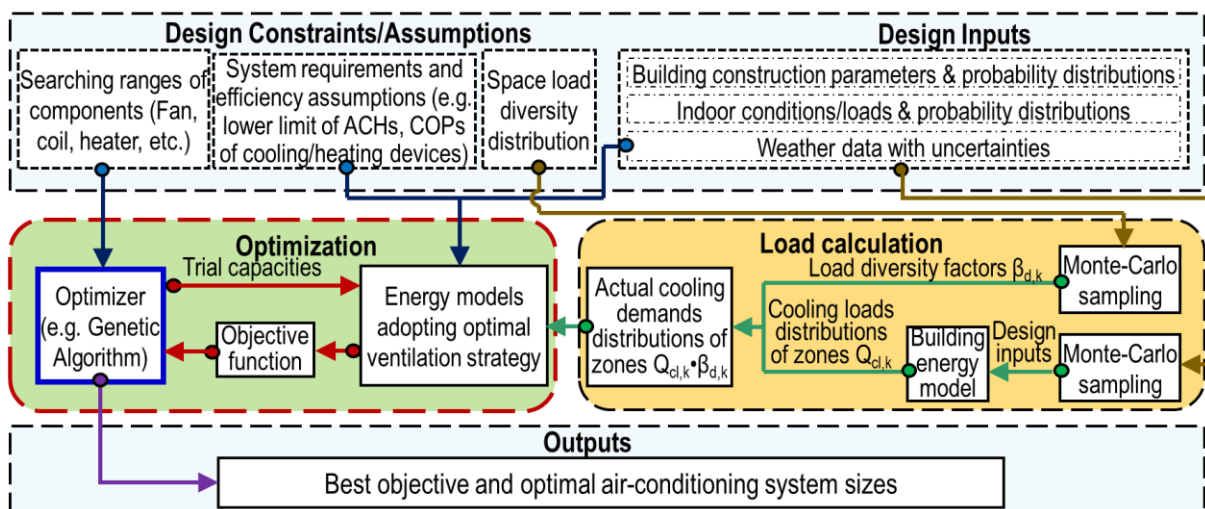 Design Constraints/Assumptions
Searching ranges of
components (Fan,
coil, heater, etc.)
System requirements and
efficiency assumptions (e.g.
lower limit of ACHs, COPs
of cooling/heating devices)
Space load
diversity
distribution
Design Inputs
Building construction parameters & probability distributions
Indoor conditions/loads & probability distributions
Weather data with uncertainties
Optimization
Optimizer
(e.g. Genetic
Algorithm)
Trial capacities
Objective
function
Energy models
adopting optimal
ventilation strategy
Load calculation
Actual cooling
demands
distributions of
zones Qcl,k•βd,k
Load diversity factors βd,k
Cooling loads
distributions
of zones Qcl,k
Building
energy
model
Design
inputs
Monte-Carlo
sampling
Monte-Carlo
sampling
Outputs
Best objective and optimal air-conditioning system sizes